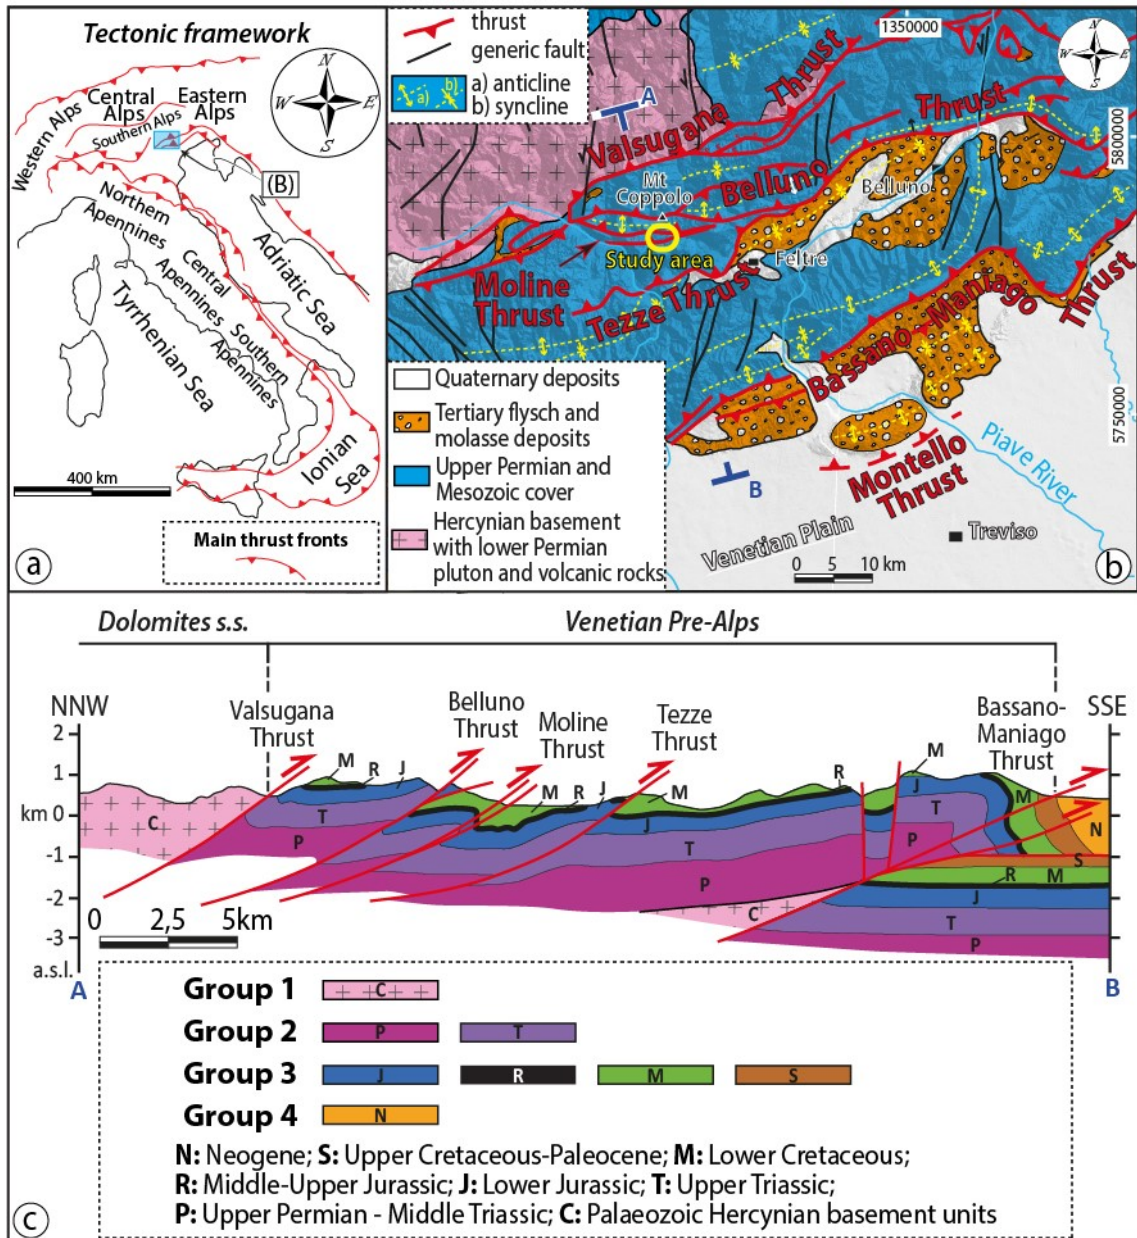 Tectonic framework
N
W
E
S
Western Alps
Central
Alps
Eastern
Alps
Southern Alps
(B)
Northern
Apennines
Central
Apennines
Southern
Apennines
Adriatic Sea
Tyrrhenian Sea
Ionian
Sea
400 km
Main thrust fronts
a
thrust
generic fault
a)
b)
a) anticline
b) syncline
1350000
N
W
E
S
5800000
5750000
A
Valsugana
Thrust
Belluno
Thrust
Mt
Coppolo
Belluno
Study area
Feltre
Moline
Thrust
Tezze Thrust
Bassano-Maniago
Thrust
Montello
Thrust
B
Piave River
Venetian Plain
Treviso
0 5 10 km
b
Quaternary deposits
Tertiary flysch and
molasse deposits
Upper Permian and
Mesozoic cover
Hercynian basement
with lower Permian
pluton and volcanic rocks
Dolomites s.s.
Venetian Pre-Alps
NNW
SSE
Valsugana
Thrust
Belluno
Thrust
Moline
Thrust
Tezze
Thrust
Bassano-
Maniago
Thrust
2
1
km 0
-1
-2
-3
a.s.l.
A
2
1
0
-1
-2
-3
B
M R J
C
T
P
M R J
M
J
T
P
C
R
M
J
T
P
M
N
S
R M
J
T
P
0 2,5 5km
Group 1 C
Group 2 P T
Group 3 J R M S
Group 4 N
N: Neogene; S: Upper Cretaceous-Paleocene; M: Lower Cretaceous;
R: Middle-Upper Jurassic; J: Lower Jurassic; T: Upper Triassic;
P: Upper Permian - Middle Triassic; C: Palaeozoic Hercynian basement units
c